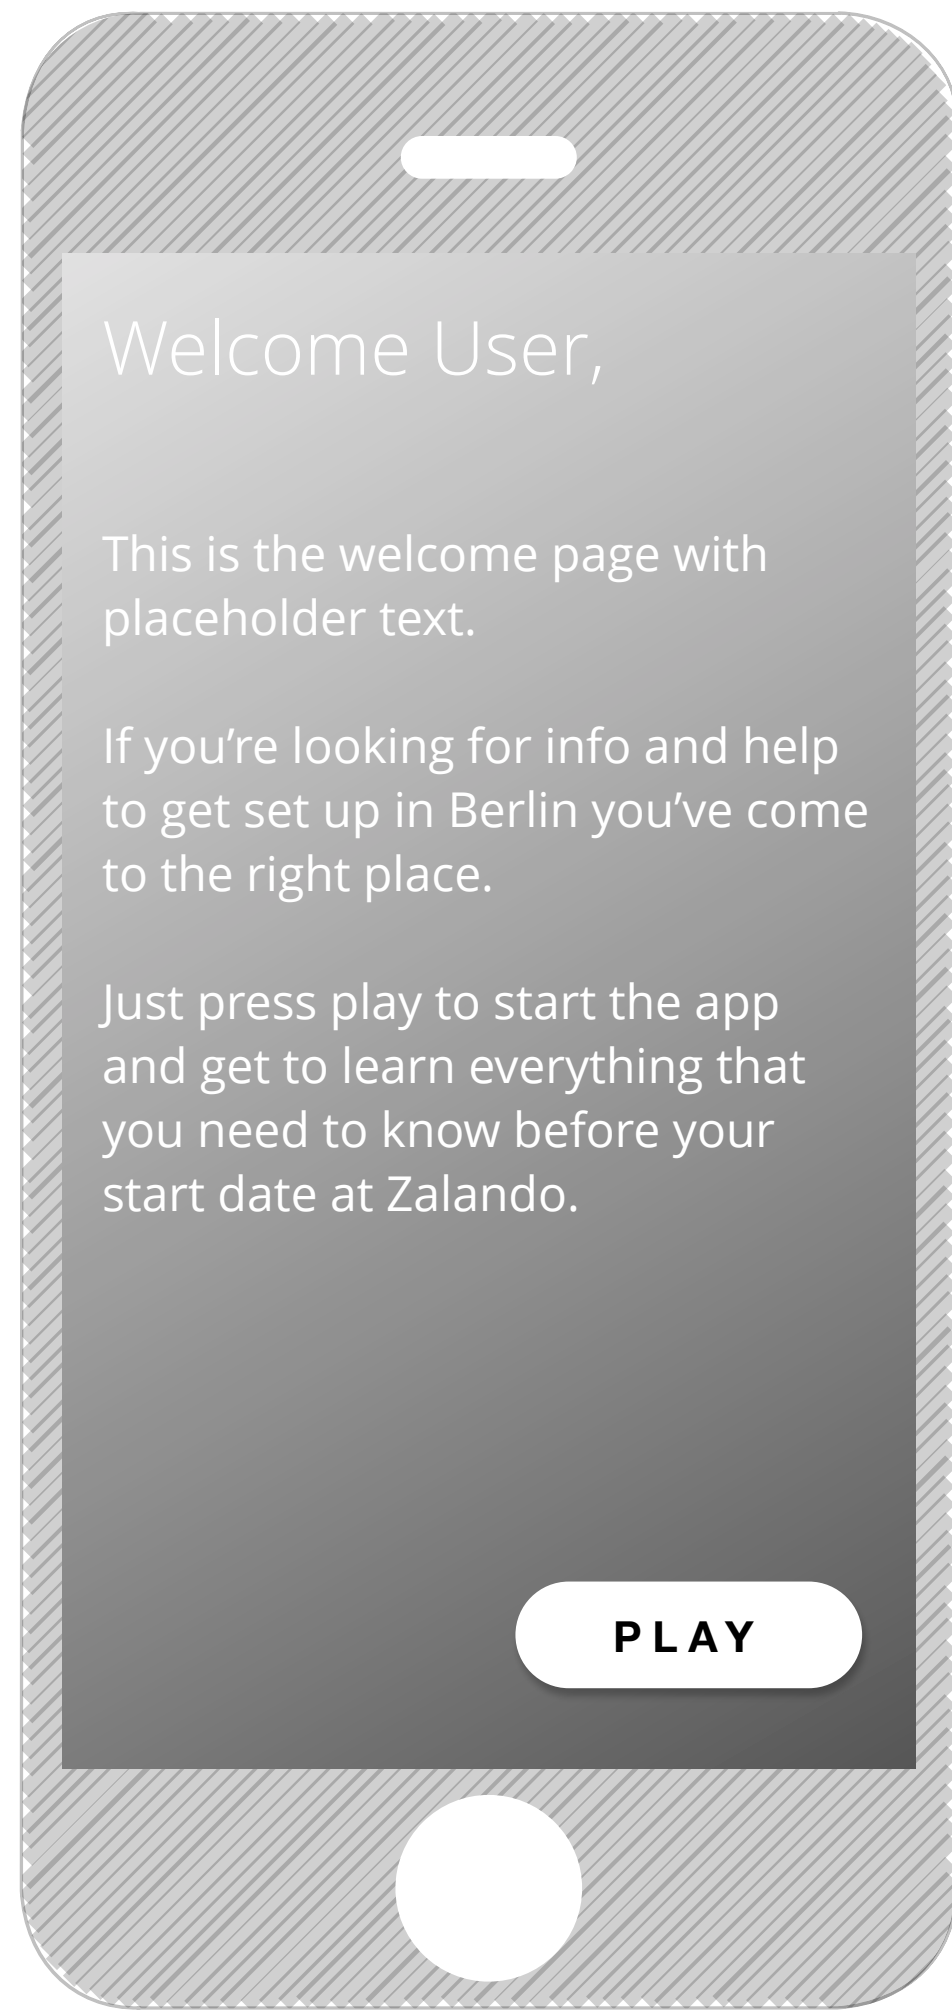 Welcome User,
This is the welcome page with
placeholder text.
If you’re looking for info and help
to get set up in Berlin you’ve come
to the right place.
Just press play to start the app
and get to learn everything that
you need to know before your
start date at Zalando.
PLAY